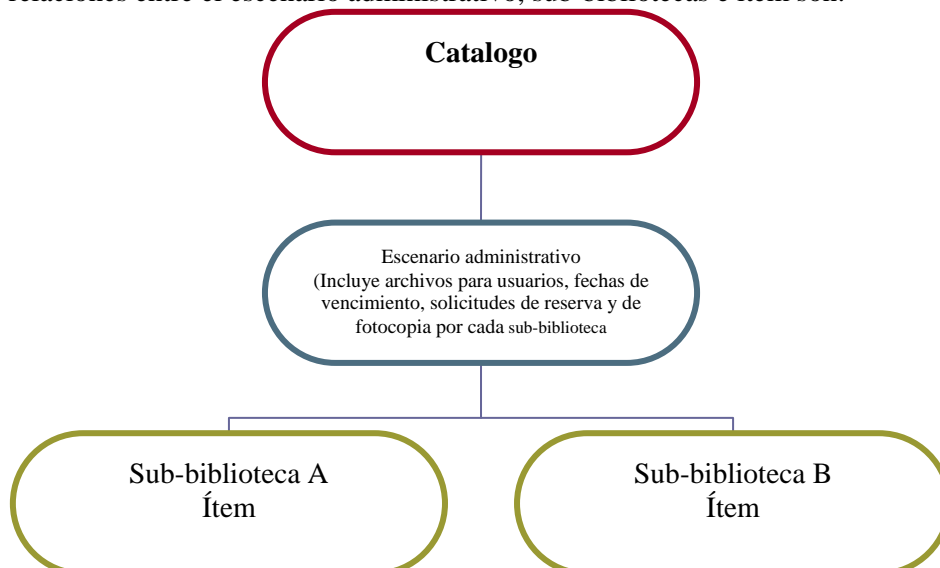 relaciones entre el escenario administrativo, sub-bibliotecas e ítem son:
Catalogo
Escenario administrativo
(Incluye archivos para usuarios, fechas de
vencimiento, solicitudes de reserva y de
fotocopia por cada sub-biblioteca
Sub-biblioteca A
Ítem
Sub-biblioteca B
Ítem